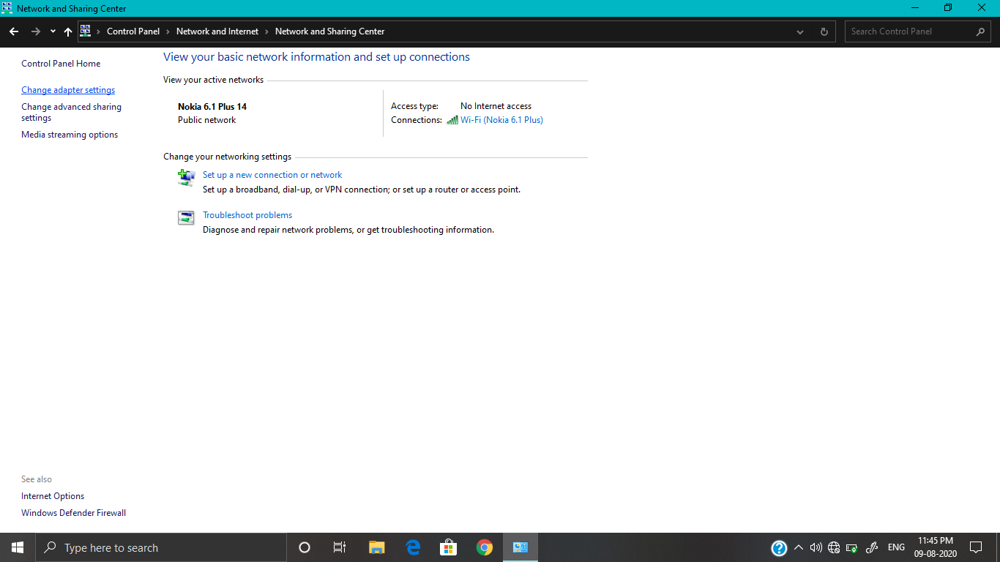 Network and Sharing Center
Control Panel > Network and Internet > Network and Sharing Center
Search Control Panel
Control Panel Home
Change adapter settings
Change advanced sharing
settings
Media streaming options
View your basic network information and set up connections
View your active networks
Nokia 6.1 Plus 14
Public network
Access type: No Internet access
Connections: Wi-Fi (Nokia 6.1 Plus)
Change your networking settings
Set up a new connection or network
Set up a broadband, dial-up, or VPN connection; or set up a router or access point.
Troubleshoot problems
Diagnose and repair network problems, or get troubleshooting information.
See also
Internet Options
Windows Defender Firewall
Type here to search
ENG
11:45 PM
09-08-2020